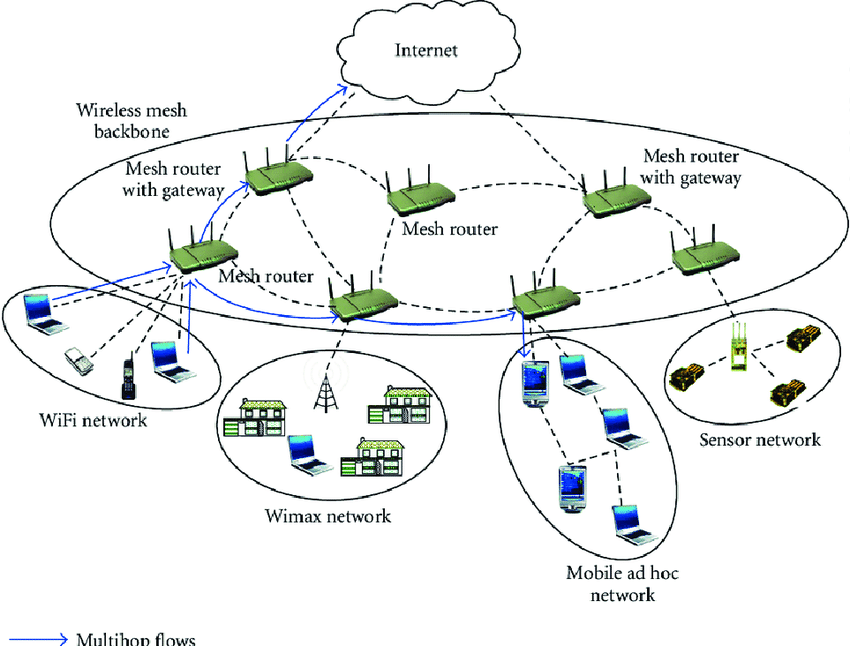 Internet
Wireless mesh
backbone
Mesh router
with gateway
Mesh router
with gateway
Mesh router
Mesh router
WiFi network
Wimax network
Sensor network
Mobile ad hoc
network
Multihop flows